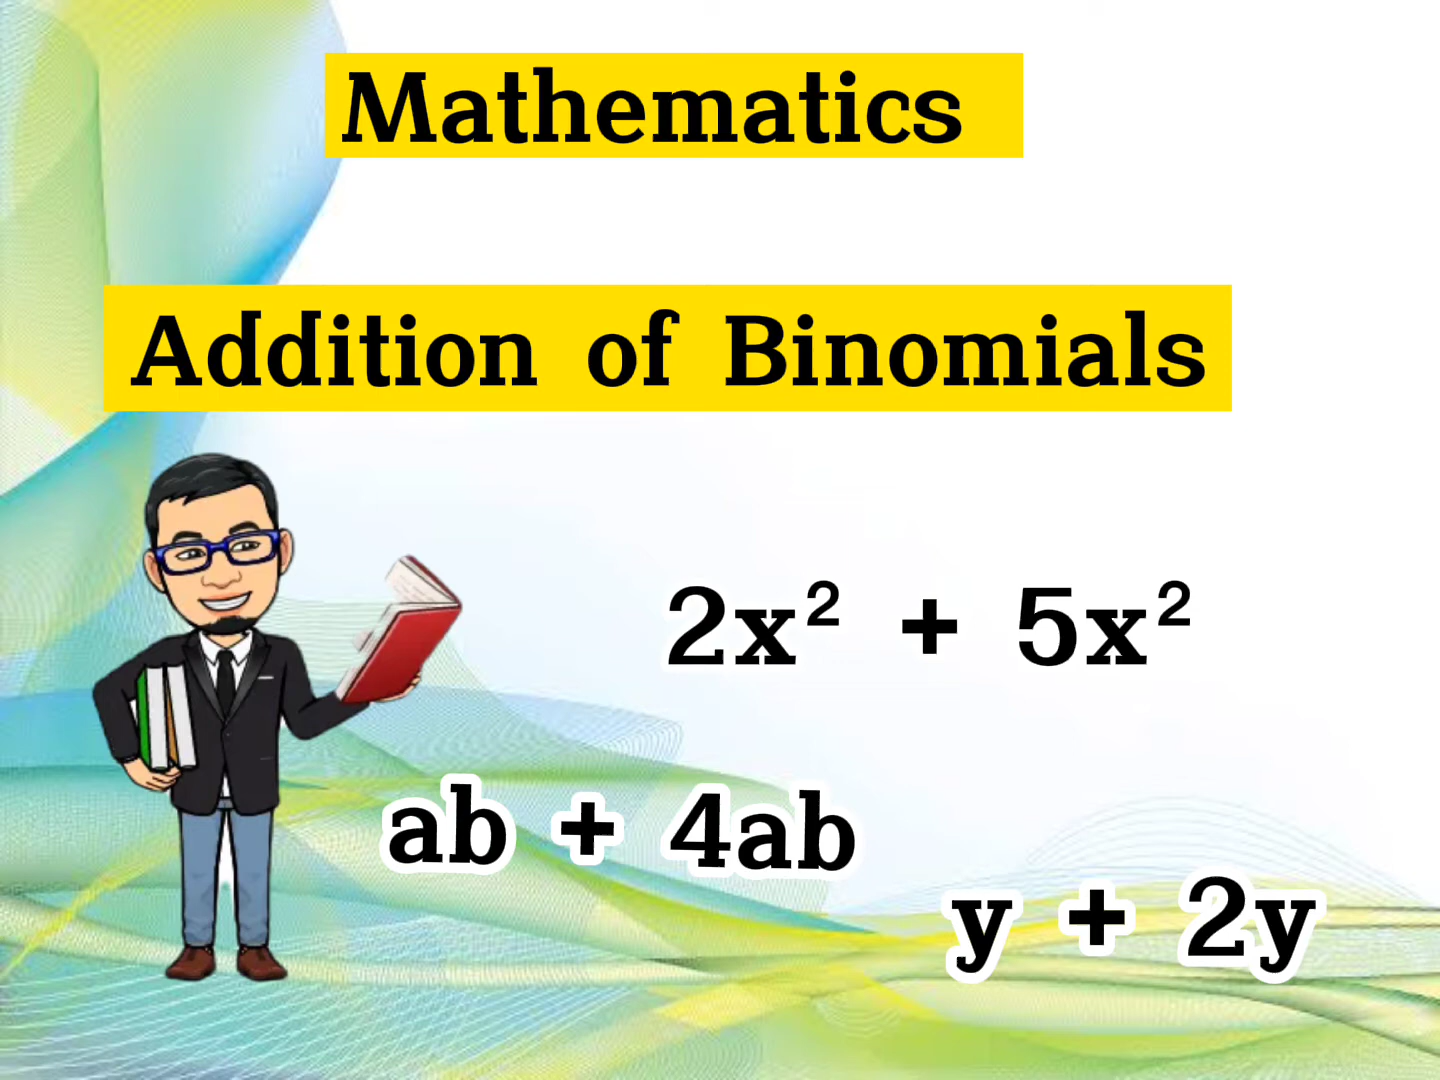 Mathematics
Addition of Binomials
2x² + 5x²
ab + 4ab
y + 2y